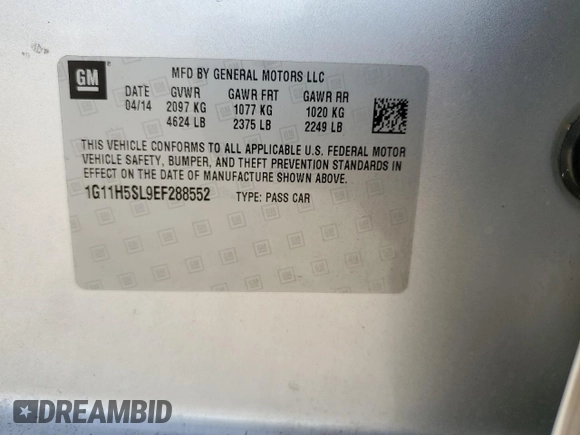 GM
MFD BY GENERAL MOTORS LLC
DATE GVWR GAWR FRT GAWR RR
04/14 2097 KG 1077 KG 1020 KG
4624 LB 2375 LB 2249 LB
THIS VEHICLE CONFORMS TO ALL APPLICABLE U.S. FEDERAL MOTOR
VEHICLE SAFETY, BUMPER, AND THEFT PREVENTION STANDARDS IN
EFFECT ON THE DATE OF MANUFACTURE SHOWN ABOVE.
1G11H5SL9EF288552 TYPE: PASS CAR
DREAMBID